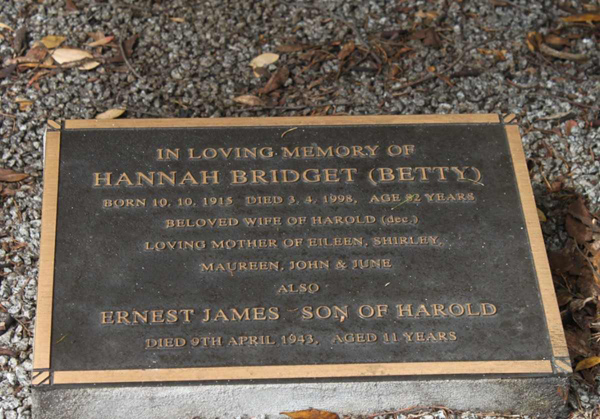 IN LOVING MEMORY OF
HANNAH BRIDGET (BETTY)
BORN 10. 10. 1915 DIED 3. 4. 1998, AGE 82 YEARS
BELOVED WIFE OF HAROLD (dec.)
LOVING MOTHER OF EILEEN, SHIRLEY,
MAUREEN, JOHN & JUNE
ALSO
ERNEST JAMES SON OF HAROLD
DIED 9TH APRIL 1943, AGED 11 YEARS